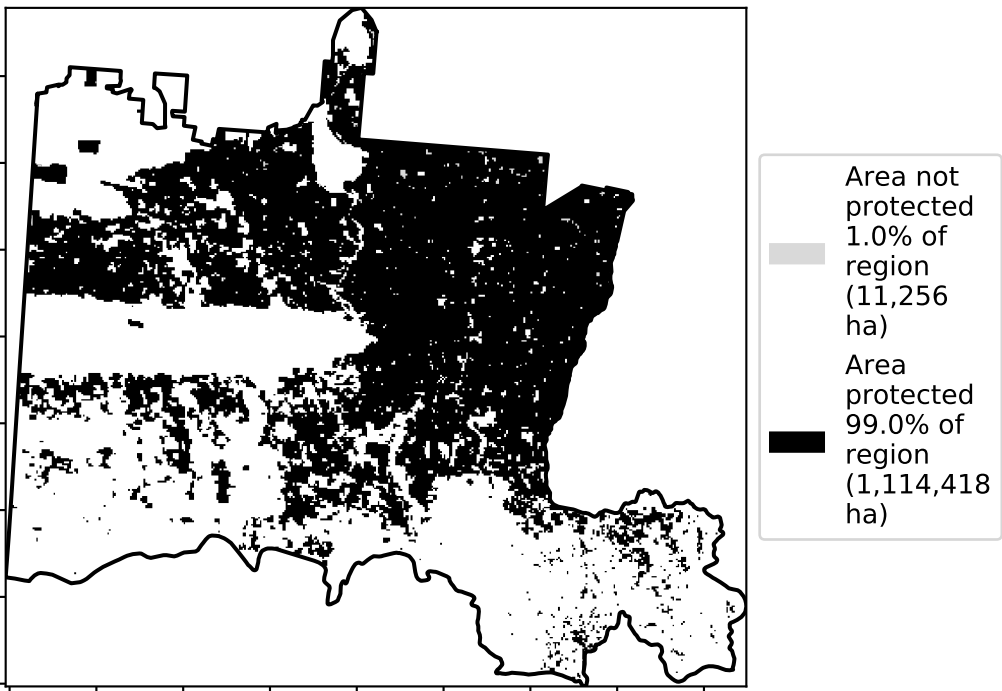 Area not
protected
1.0% of
region
(11,256
ha)
Area
protected
99.0% of
region
(1,114,418
ha)